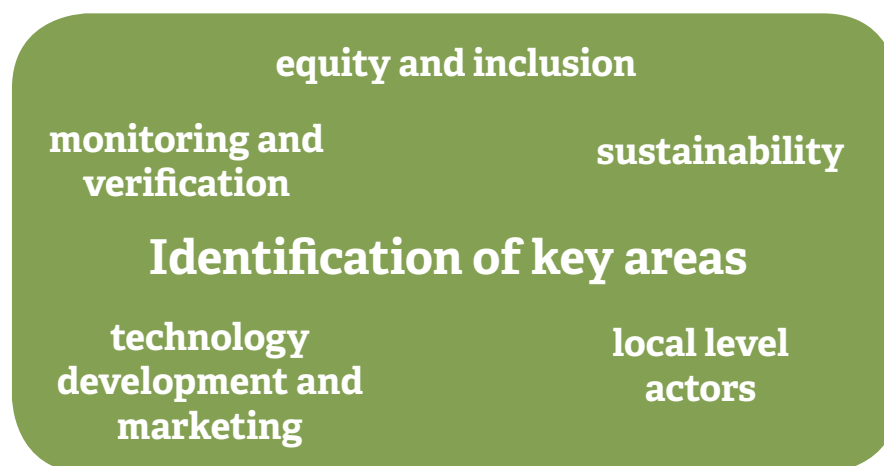 equity and inclusion
monitoring and
verification
sustainability
Identification of key areas
technology
development and
marketing
local level
actors